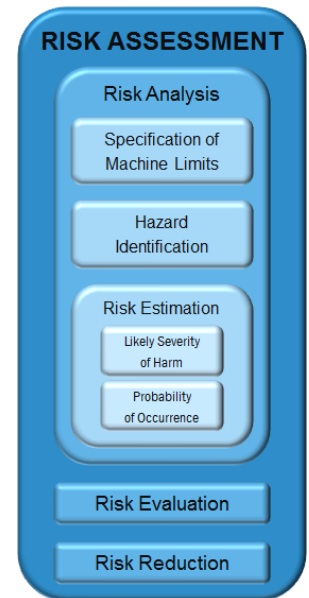 RISK ASSESSMENT
Risk Analysis
Specification of
Machine Limits
Hazard
Identification
Risk Estimation
Likely Severity
of Harm
Probability
of Occurrence
Risk Evaluation
Risk Reduction